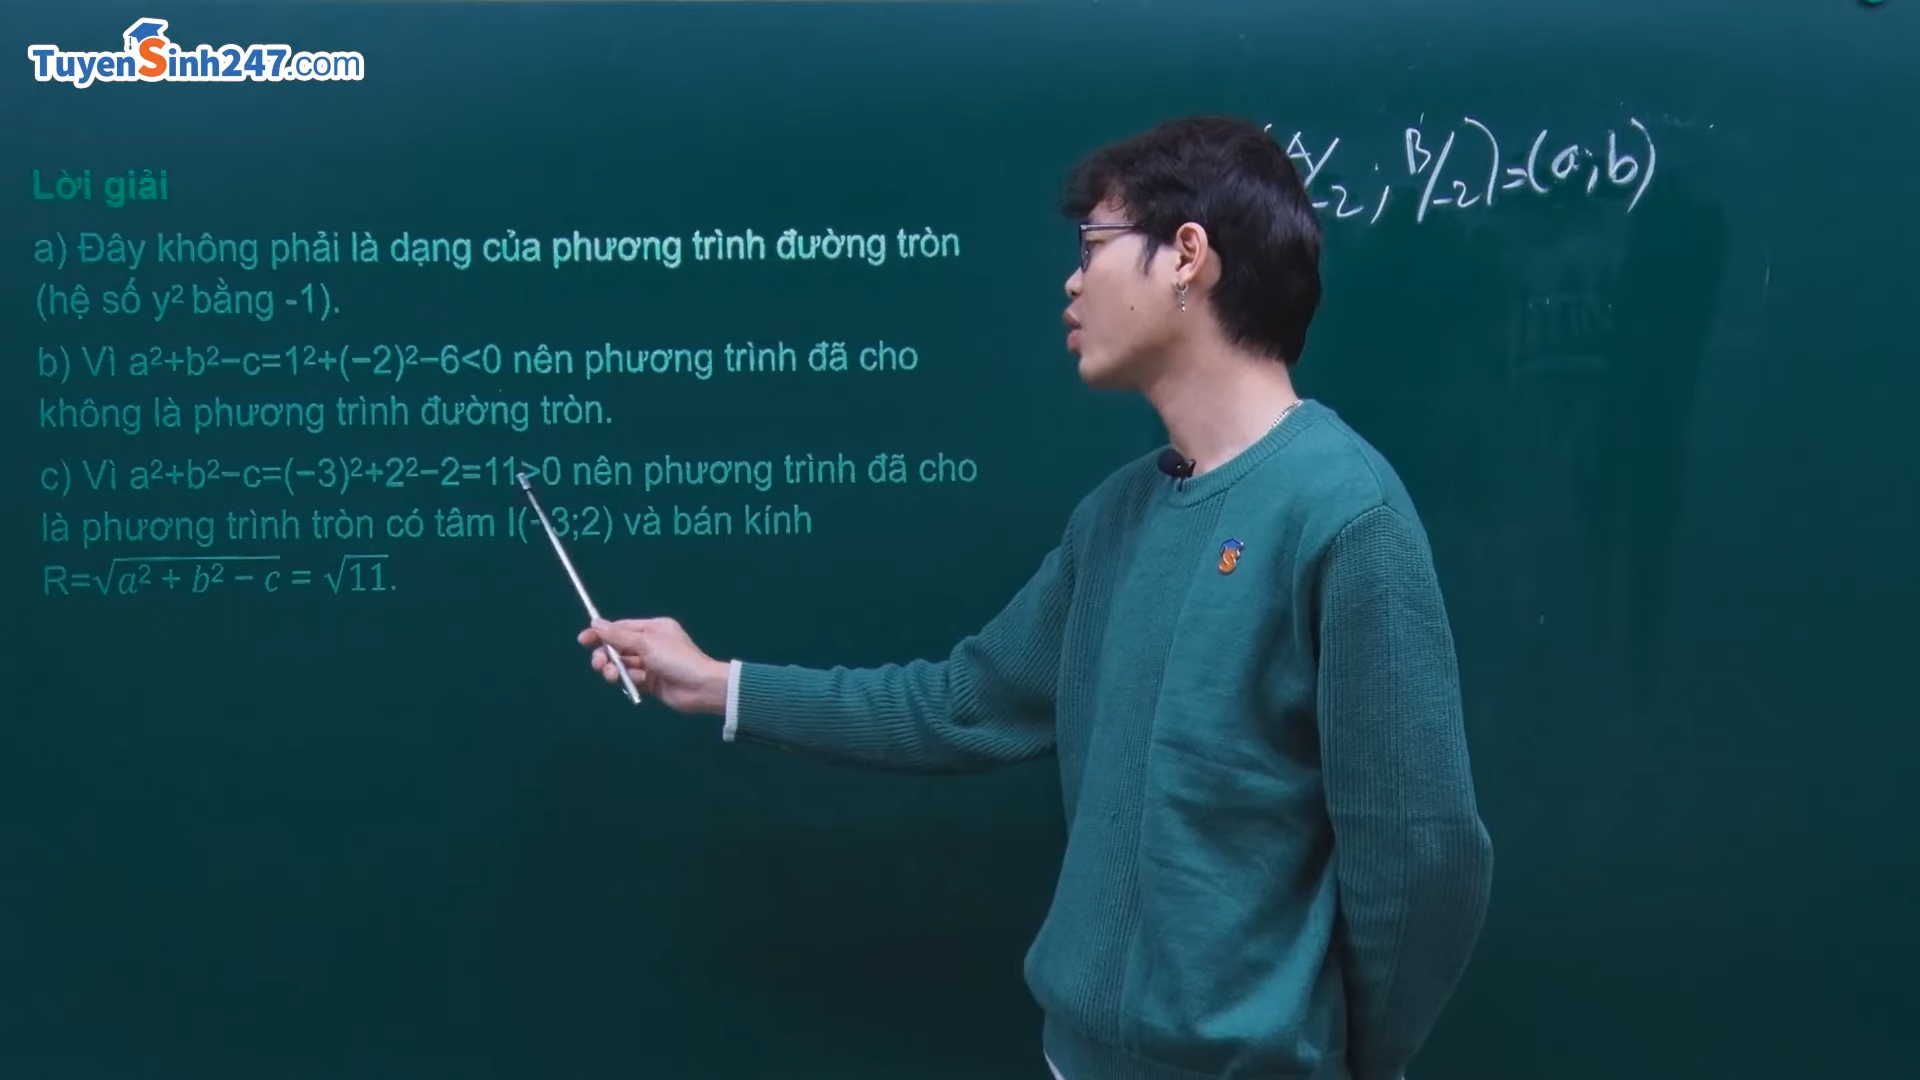 TuyenSinh247.com
A/-2 ; B/-2) = (a; b)
Lời giải
a) Đây không phải là dạng của phương trình đường tròn
(hệ số y² bằng -1).
b) Vì a²+b²−c=1²+(−2)²−6<0 nên phương trình đã cho
không là phương trình đường tròn.
c) Vì a²+b²−c=(−3)²+2²−2=11>0 nên phương trình đã cho
là phương trình tròn có tâm I(-3;2) và bán kính
R=√(a² + b² − c) = √11.